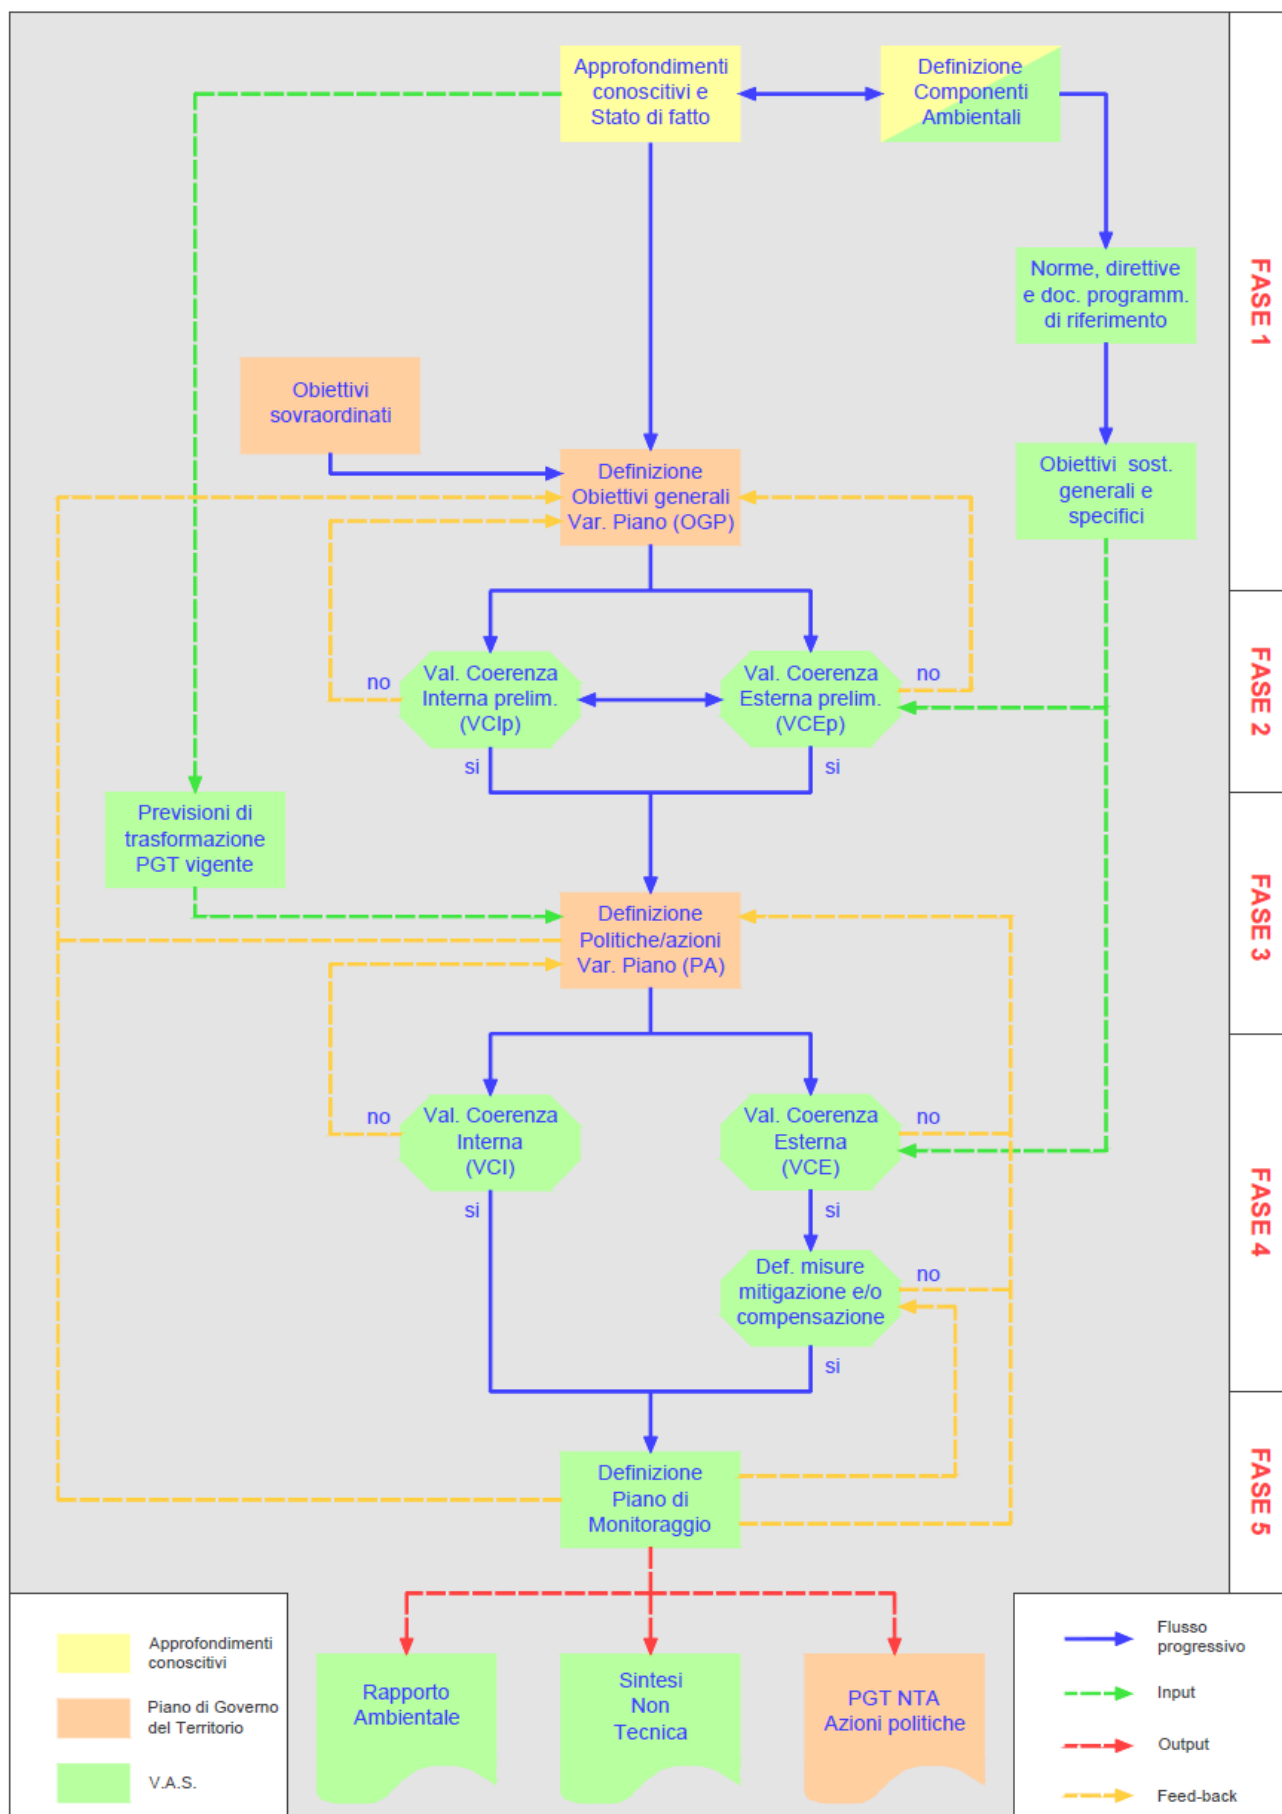 Approfondimenti
conoscitivi e
Stato di fatto
Definizione
Componenti
Ambientali
Norme, direttive
e doc. programm.
di riferimento
FASE 1
Obiettivi
sovraordinati
Definizione
Obiettivi generali
Var. Piano (OGP)
Obiettivi sost.
generali e
specifici
no
Val. Coerenza
Interna prelim.
(VCIp)
Val. Coerenza
Esterna prelim.
(VCEp)
no
si
si
FASE 2
Previsioni di
trasformazione
PGT vigente
Definizione
Politiche/azioni
Var. Piano (PA)
FASE 3
no
Val. Coerenza
Interna
(VCI)
Val. Coerenza
Esterna
(VCE)
no
si
si
Def. misure
mitigazione e/o
compensazione
no
si
FASE 4
Definizione
Piano di
Monitoraggio
FASE 5
Approfondimenti
conoscitivi
Piano di Governo
del Territorio
V.A.S.
Rapporto
Ambientale
Sintesi
Non
Tecnica
PGT NTA
Azioni politiche
Flusso
progressivo
Input
Output
Feed-back